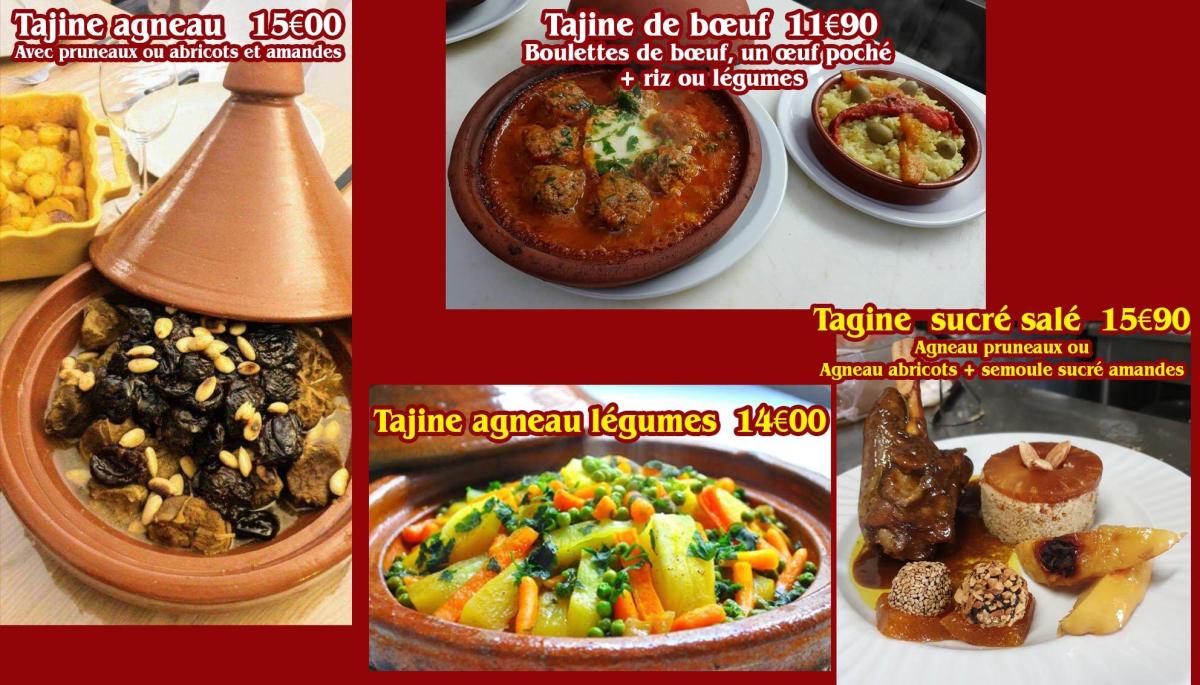 Tajine agneau 15€00
Avec pruneaux ou abricots et amandes
Tajine de bœuf 11€90
Boulettes de bœuf, un œuf poché
+ riz ou légumes
Tagine sucré salé 15€90
Agneau pruneaux ou
Agneau abricots + semoule sucré amandes
Tajine agneau légumes 14€00